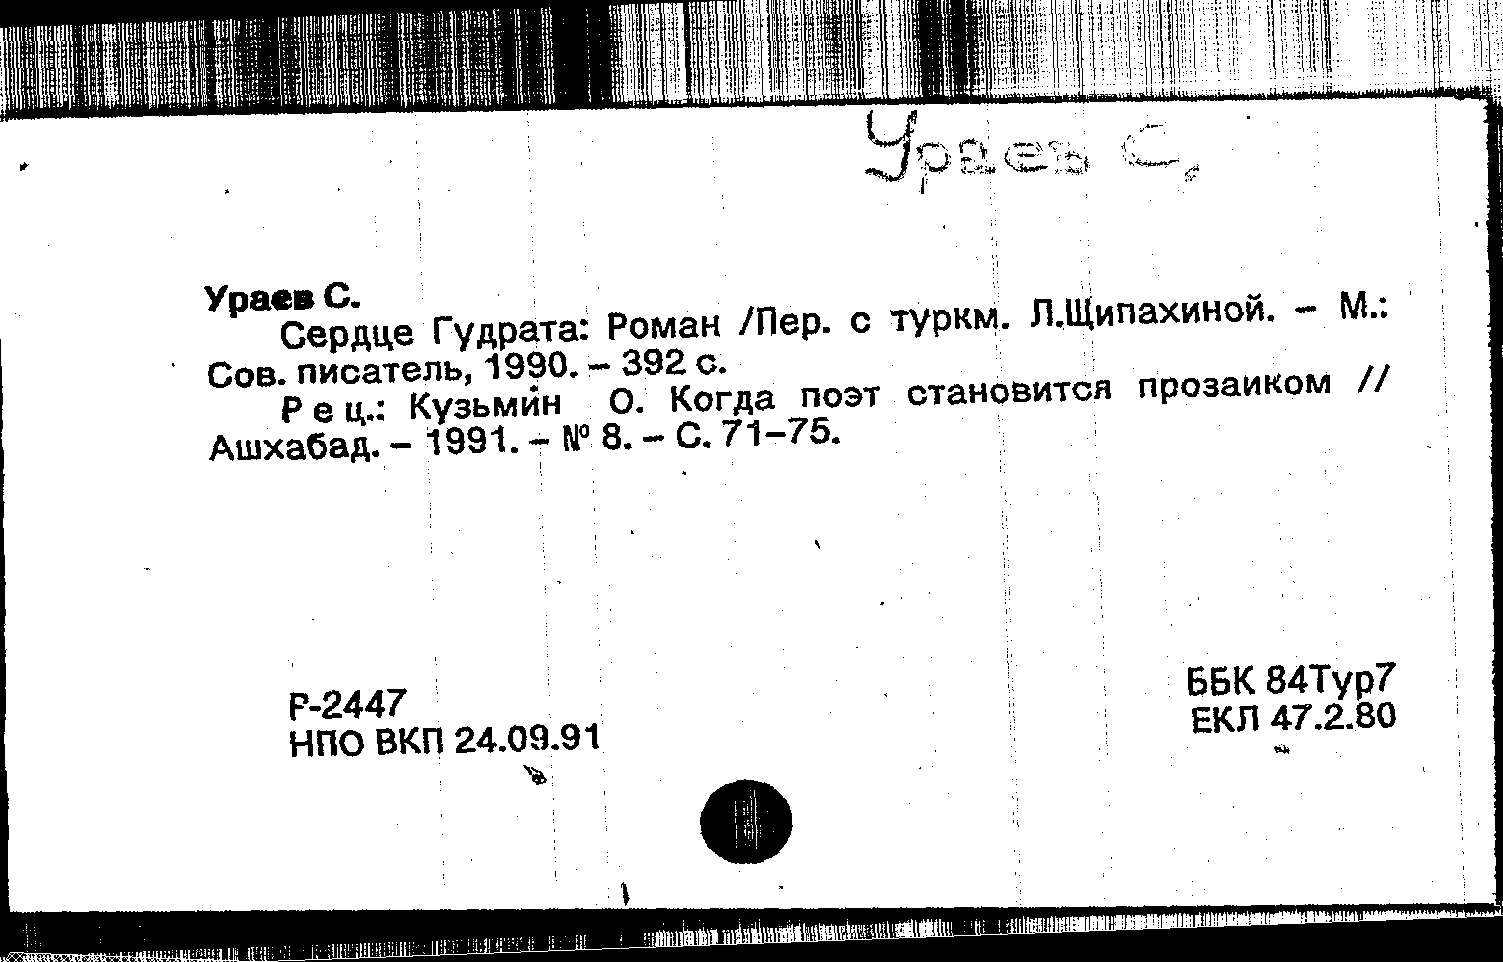 Ураев С.
Ураев С.
Сердце Гудрата: Роман /Пер. с туркм. Л.Щипахиной. – М.:
Сов. писатель, 1990. – 392 с.
Р е ц.: Кузьмин О. Когда поэт становится прозаиком //
Ашхабад. – 1991. – № 8. – С. 71–75.
Р-2447
НПО ВКП 24.09.91
ББК 84Тур7
ЕКЛ 47.2.80